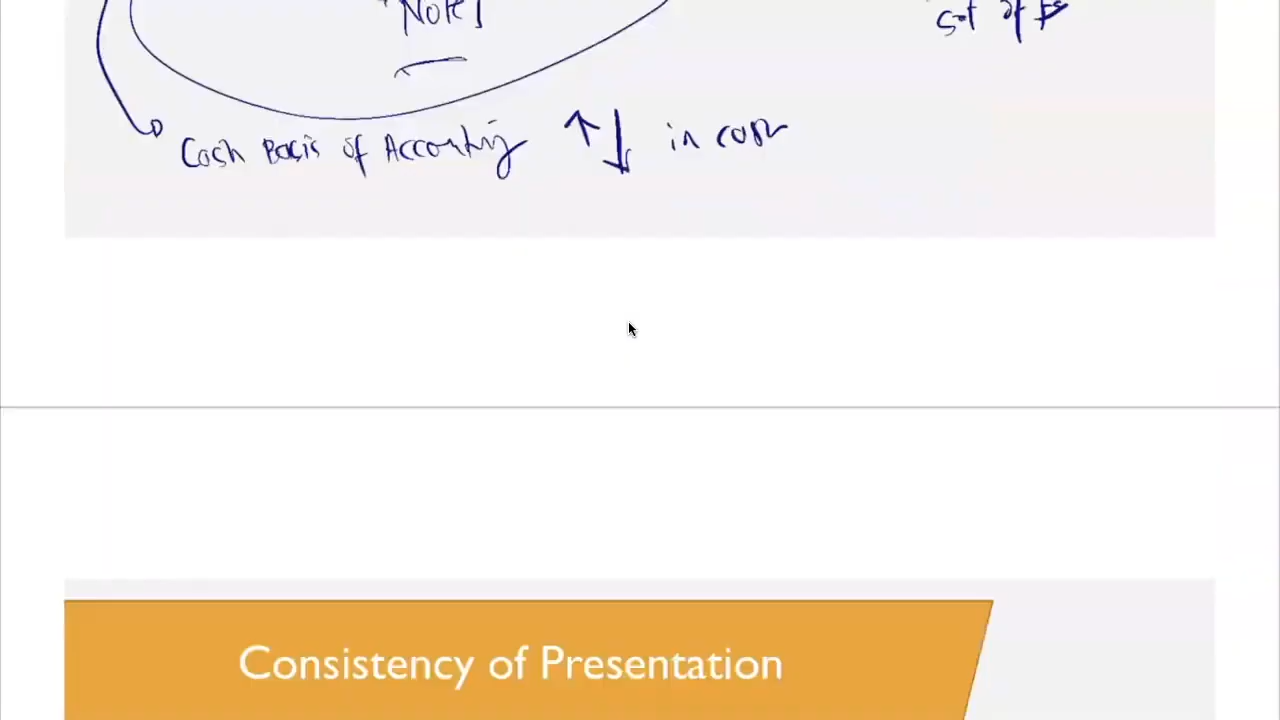 Notes
Set of FS
Cash Basis of Accounting ↑↓ in cash
Consistency of Presentation